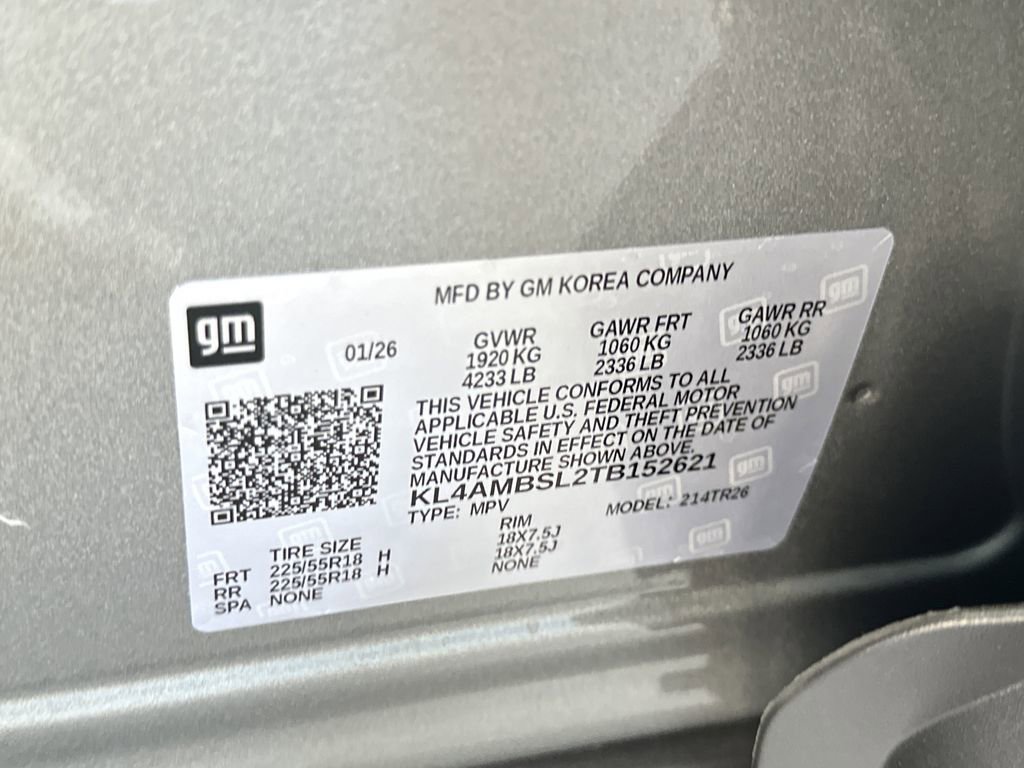 MFD BY GM KOREA COMPANY
gm
01/26
GVWR GAWR FRT GAWR RR
1920 KG 1060 KG 1060 KG
4233 LB 2336 LB 2336 LB
THIS VEHICLE CONFORMS TO ALL
APPLICABLE U.S. FEDERAL MOTOR
VEHICLE SAFETY AND THEFT PREVENTION
STANDARDS IN EFFECT ON THE DATE OF
MANUFACTURE SHOWN ABOVE.
KL4AMBSL2TB152621
TYPE: MPV MODEL: 214TR26
TIRE SIZE RIM
FRT 225/55R18 H 18X7.5J
RR 225/55R18 H 18X7.5J
SPA NONE NONE